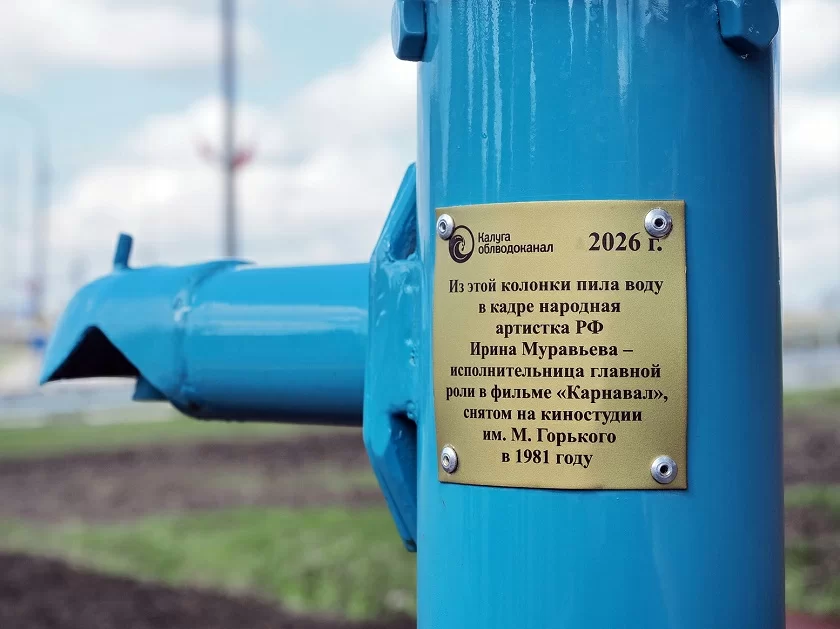 Калуга
облводоканал
2026 г.
Из этой колонки пила воду
в кадре народная
артистка РФ
Ирина Муравьева –
исполнительница главной
роли в фильме «Карнавал»,
снятом на киностудии
им. М. Горького
в 1981 году